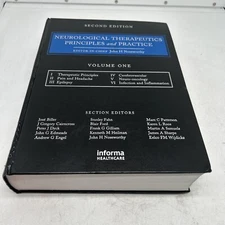 SECOND EDITION
NEUROLOGICAL THERAPEUTICS
PRINCIPLES and PRACTICE
EDITOR-IN-CHIEF John H Noseworthy
VOLUME ONE
I Therapeutic Principles IV Cerebrovascular
II Pain and Headache V Neuro-oncology
III Epilepsy VI Infection and Inflammation
SECTION EDITORS
José Biller Stanley Fahn Marc C Patterson
J Gregory Cairncross Blair Ford Karen L Roos
Peter J Dyck Frank G Gilliam Martin A Samuels
John G Edmeads Kenneth M Heilman James A Sharpe
Andrew G Engel John H Noseworthy Eelco FM Wijdicks
informa
HEALTHCARE